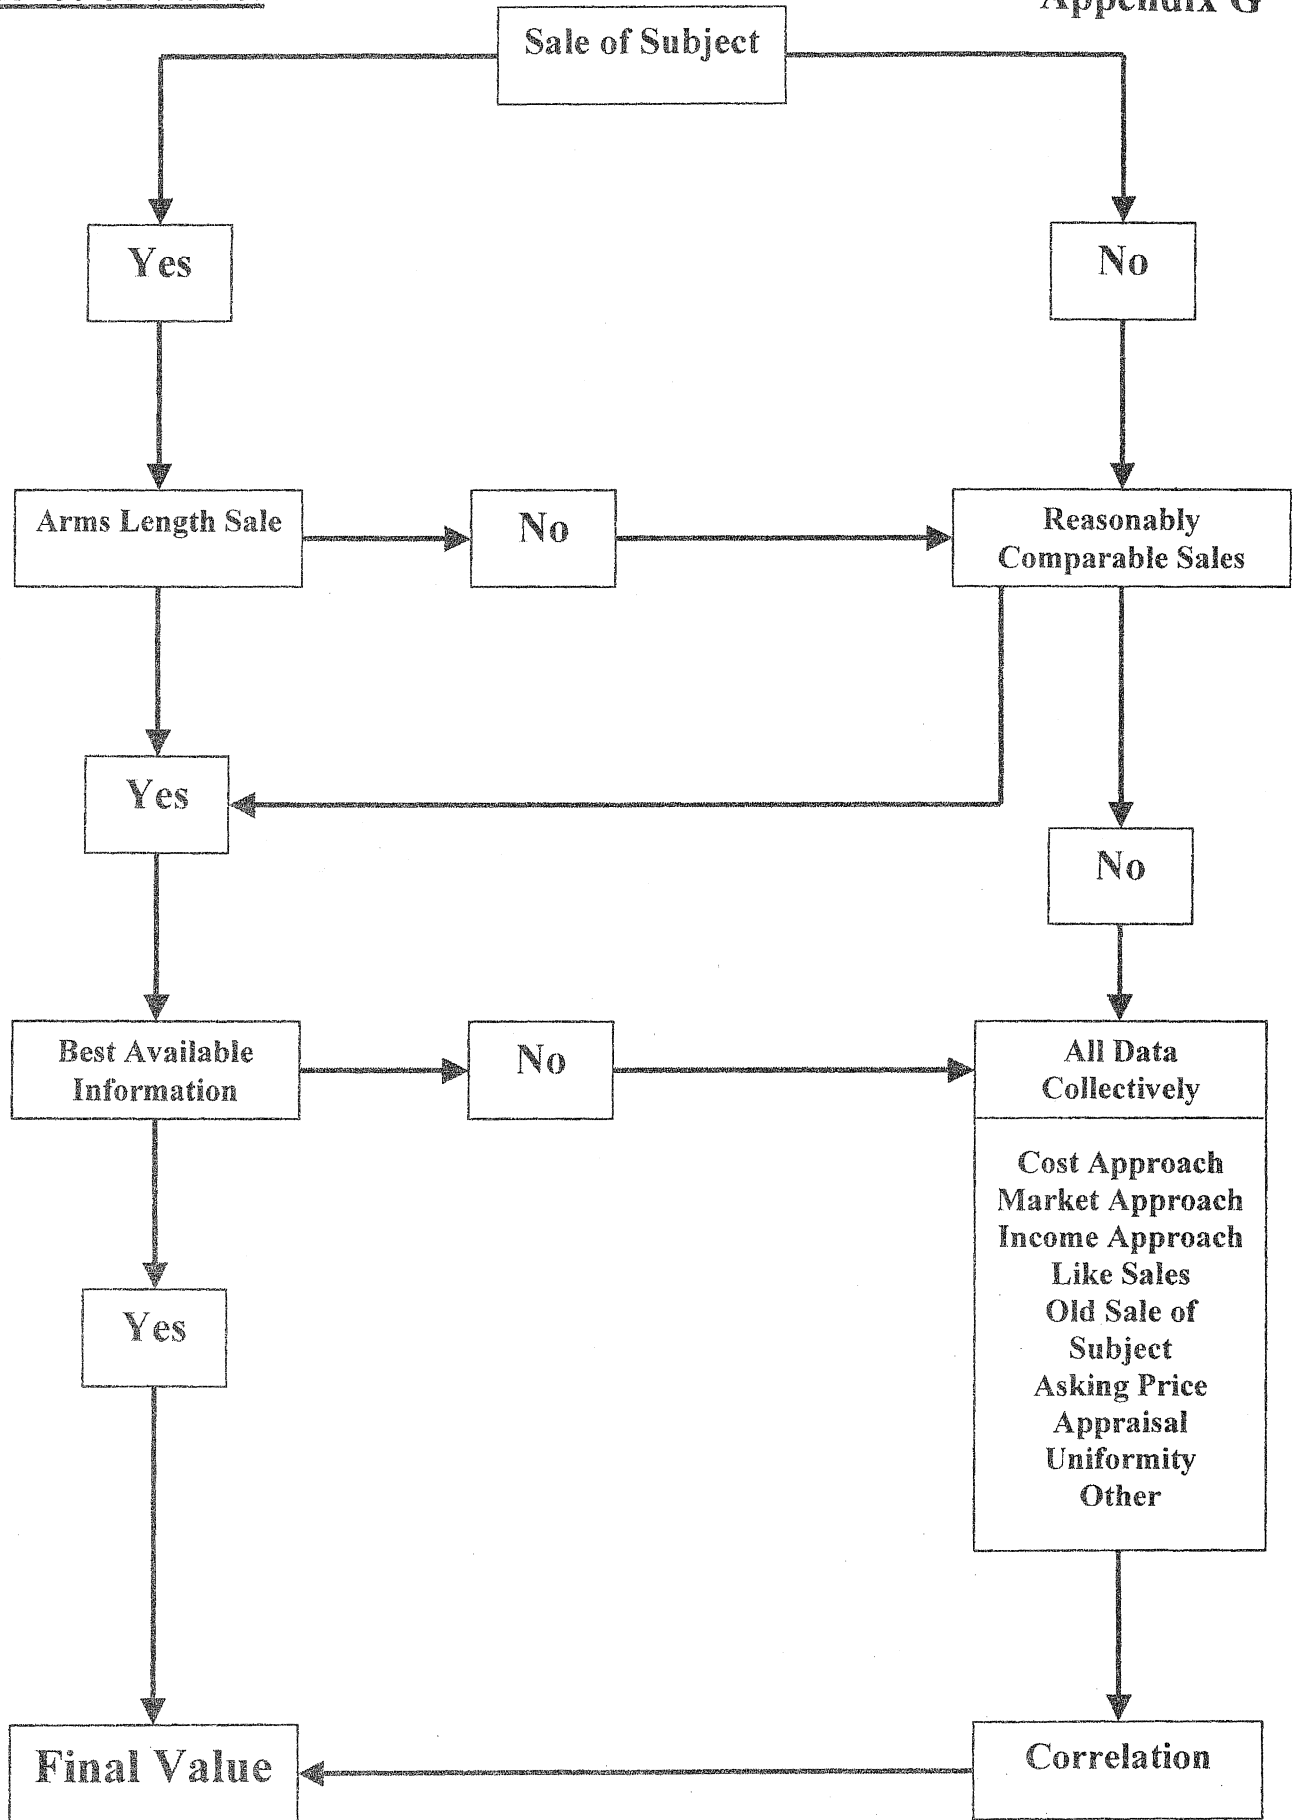 Appendix G
Sale of Subject
Yes
No
Arms Length Sale
No
Reasonably
Comparable Sales
Yes
No
Best Available
Information
No
All Data
Collectively
Cost Approach
Market Approach
Income Approach
Like Sales
Old Sale of
Subject
Asking Price
Appraisal
Uniformity
Other
Yes
Final Value
Correlation